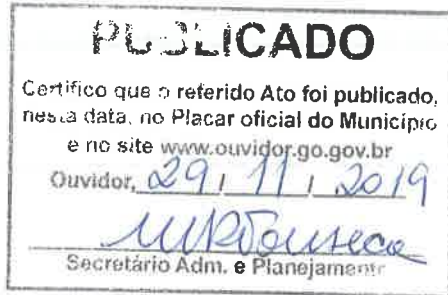 PUBLICADO
Certifico que o referido Ato foi publicado,
nesta data, no Placar oficial do Município
e no site www.ouvidor.go.gov.br
Ouvidor, 29 / 11 / 2019
Secretário Adm. e Planejamento